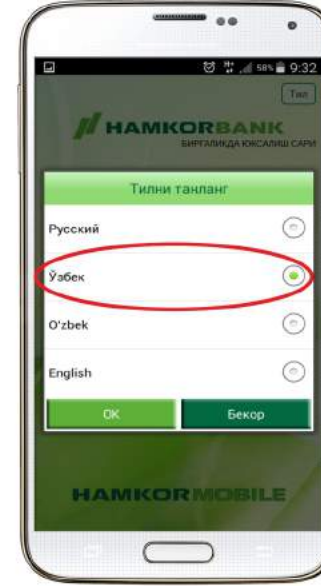 58% 9:32
Тил
HAMKORBANK
БИРГАЛИКДА ЮКСАЛИШ САРИ
Тилни танланг
Русский
Ўзбек
O'zbek
English
OK
Бекор
HAMKORMOBILE